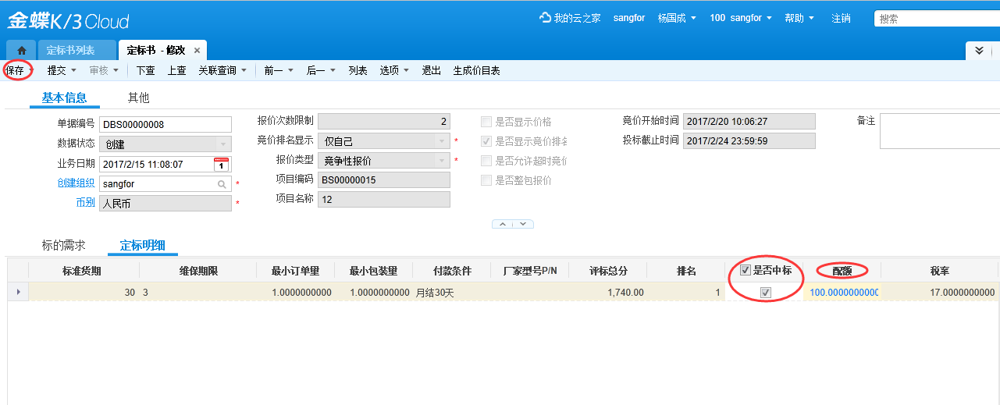 金蝶K/3 Cloud 我的云之家 sangfor 杨国成 100 sangfor 帮助 注销 搜索
定标书列表 定标书 - 修改 ×
保存 提交 审核 下查 上查 关联查询 前一 后一 列表 选项 退出 生成价目表
基本信息 其他
单据编号 DBS00000008 报价次数限制 2 是否显示价格 竞价开始时间 2017/2/20 10:06:27 备注
数据状态 创建 竞价排名显示 仅自己 * 是否显示竞价排名 投标截止时间 2017/2/24 23:59:59
业务日期 2017/2/15 11:08:07 1 报价类型 竞争性报价 * 是否允许超时竞价
创建组织 sangfor * 项目编码 BS00000015 是否整包报价
币别 人民币 * 项目名称 12
标的需求 定标明细
标准货期 维保期限 最小订单量 最小包装量 付款条件 厂家型号P/N 评标总分 排名 是否中标 配额 税率
30 3 1.0000000000 1.0000000000 月结30天 1,740.00 1 100.0000000000 17.0000000000